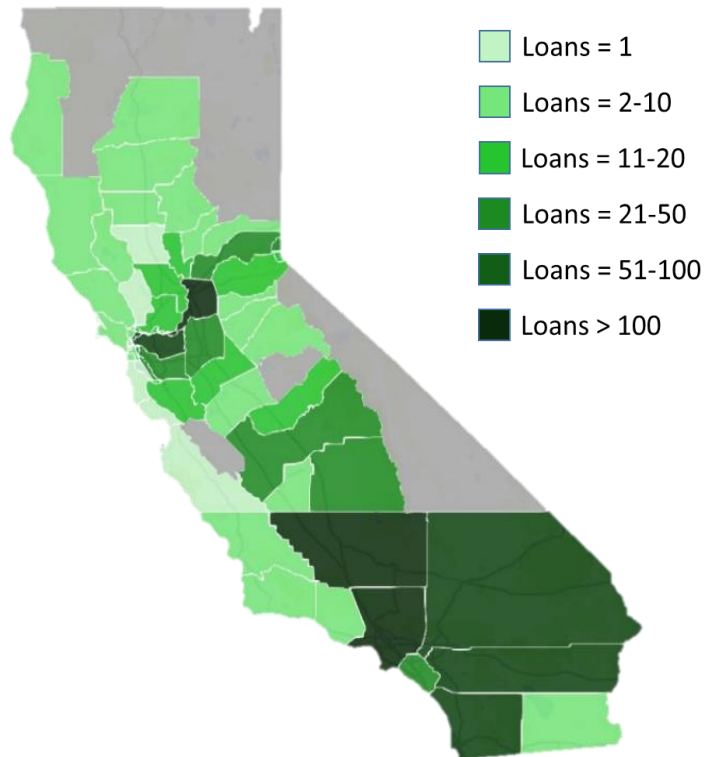 Loans = 1
Loans = 2-10
Loans = 11-20
Loans = 21-50
Loans = 51-100
Loans > 100